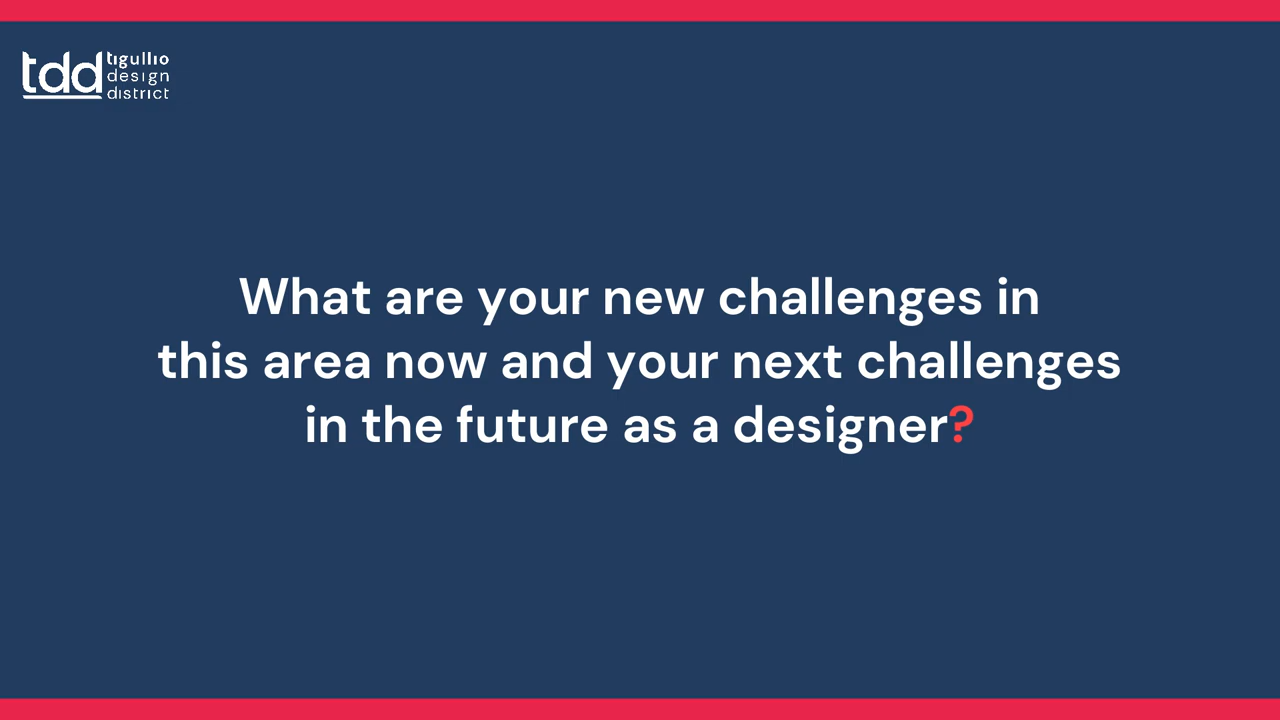 tdd
tigullio
design
district
What are your new challenges in
this area now and your next challenges
in the future as a designer?